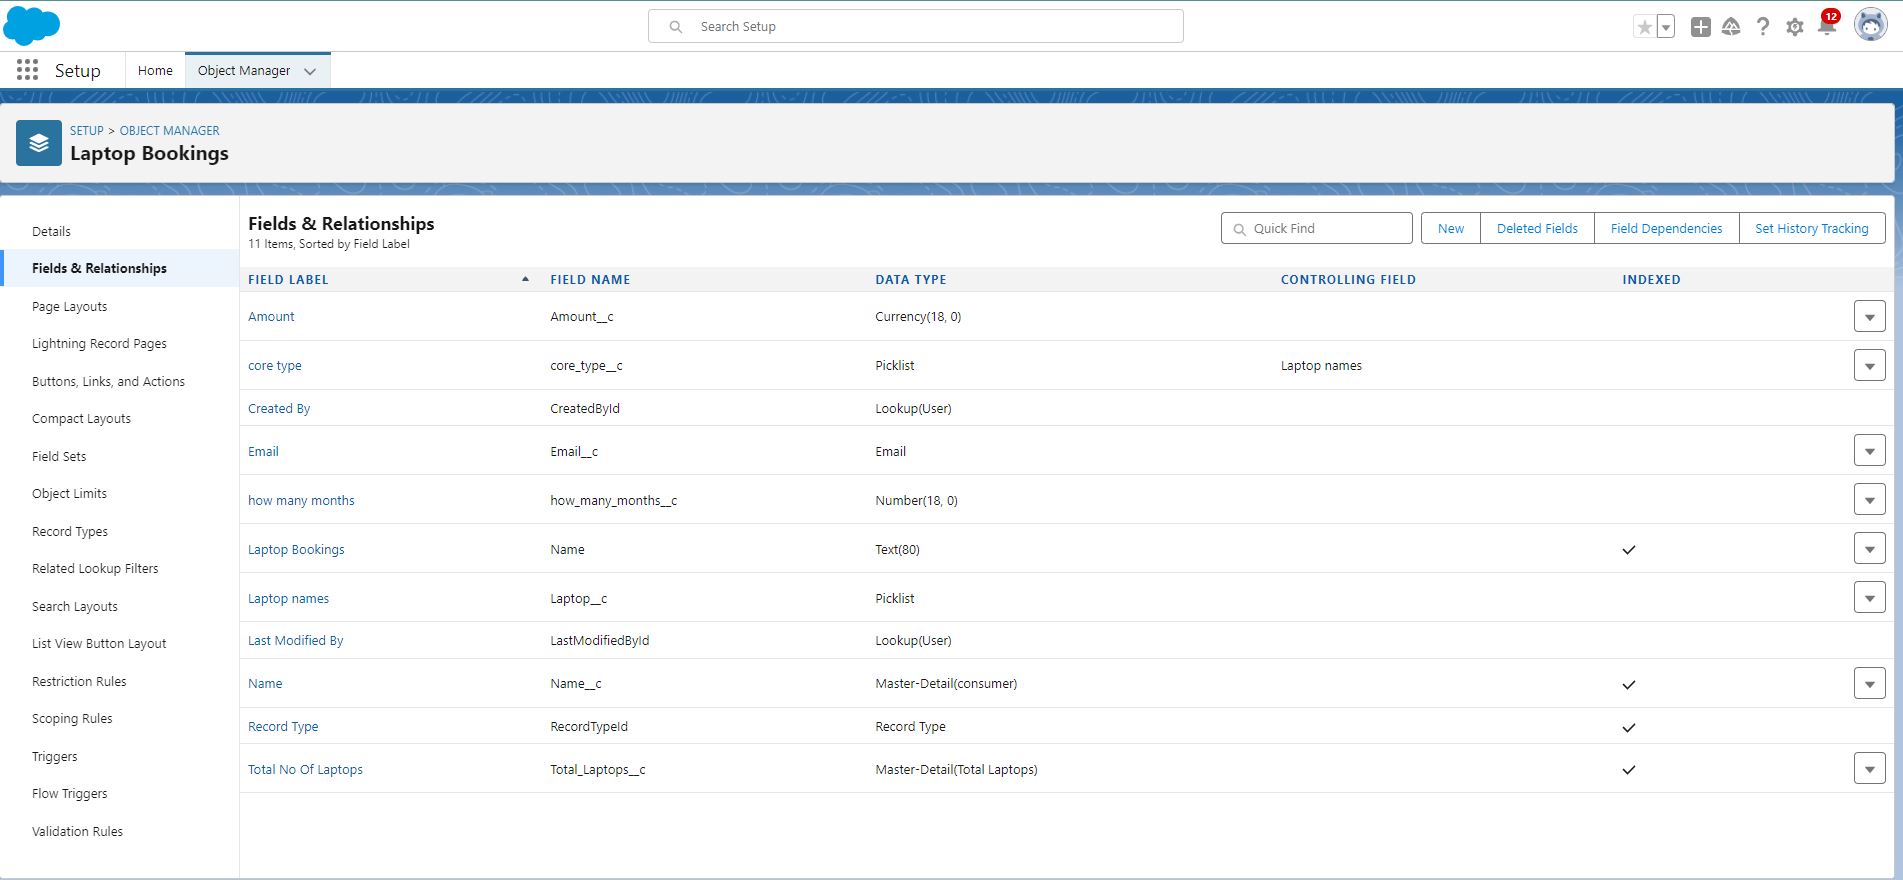 Search Setup
12
Setup
Home
Object Manager
SETUP > OBJECT MANAGER
Laptop Bookings
Details
Fields & Relationships
Page Layouts
Lightning Record Pages
Buttons, Links, and Actions
Compact Layouts
Field Sets
Object Limits
Record Types
Related Lookup Filters
Search Layouts
List View Button Layout
Restriction Rules
Scoping Rules
Triggers
Flow Triggers
Validation Rules
Fields & Relationships
11 Items, Sorted by Field Label
Quick Find
New
Deleted Fields
Field Dependencies
Set History Tracking
FIELD LABEL FIELD NAME DATA TYPE CONTROLLING FIELD INDEXED
Amount Amount__c Currency(18, 0)
core type core_type__c Picklist Laptop names
Created By CreatedById Lookup(User)
Email Email__c Email
how many months how_many_months__c Number(18, 0)
Laptop Bookings Name Text(80)
Laptop names Laptop__c Picklist
Last Modified By LastModifiedById Lookup(User)
Name Name__c Master-Detail(consumer)
Record Type RecordTypeId Record Type
Total No Of Laptops Total_Laptops__c Master-Detail(Total Laptops)